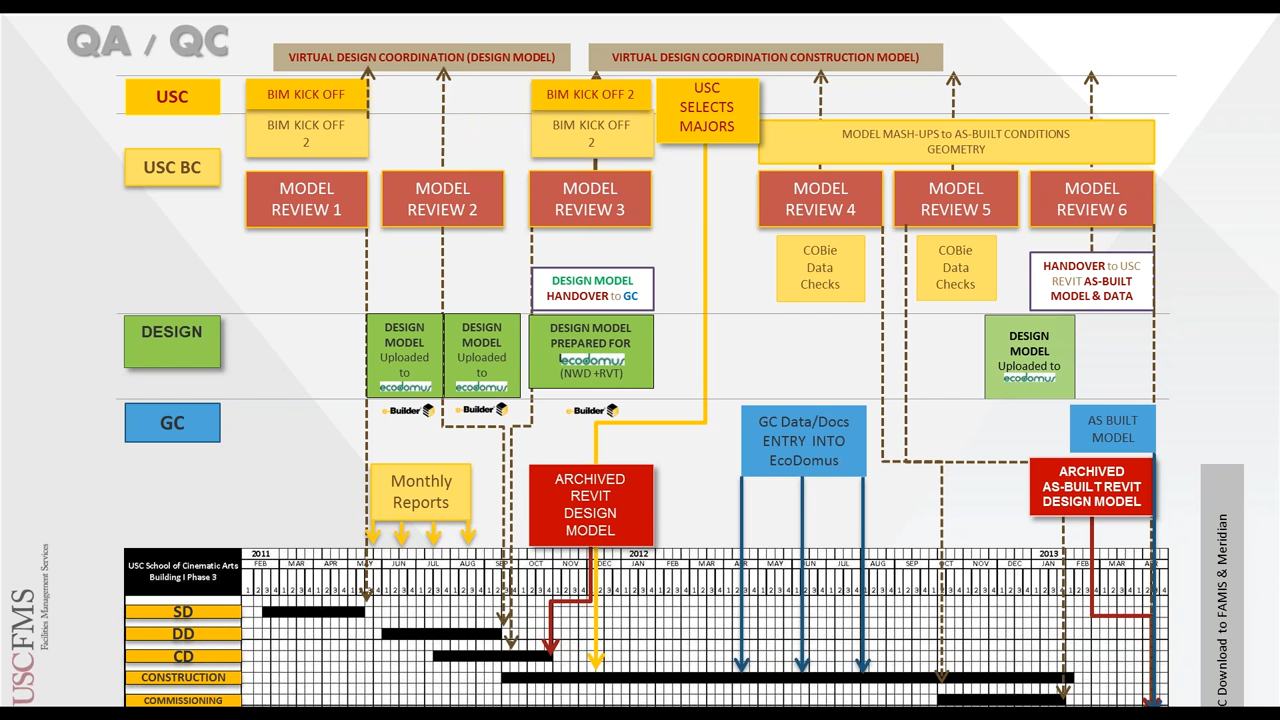 QA / QC
VIRTUAL DESIGN COORDINATION (DESIGN MODEL)
VIRTUAL DESIGN COORDINATION CONSTRUCTION MODEL)
USC
BIM KICK OFF
BIM KICK OFF 2
USC
SELECTS
MAJORS
USC BC
BIM KICK OFF
2
BIM KICK OFF
2
MODEL MASH-UPS to AS-BUILT CONDITIONS
GEOMETRY
MODEL
REVIEW 1
MODEL
REVIEW 2
MODEL
REVIEW 3
MODEL
REVIEW 4
MODEL
REVIEW 5
MODEL
REVIEW 6
COBie
Data
Checks
COBie
Data
Checks
DESIGN MODEL
HANDOVER to GC
HANDOVER to USC
REVIT AS-BUILT
MODEL & DATA
DESIGN
DESIGN
MODEL
Uploaded
to
ecodomus
DESIGN
MODEL
Uploaded
to
ecodomus
DESIGN MODEL
PREPARED FOR
ecodomus
(NWD +RVT)
DESIGN
MODEL
Uploaded to
ecodomus
e-Builder
e-Builder
e-Builder
GC
GC Data/Docs
ENTRY INTO
EcoDomus
AS BUILT
MODEL
Monthly
Reports
ARCHIVED
REVIT
DESIGN
MODEL
ARCHIVED
AS-BUILT REVIT
DESIGN MODEL
USC School of Cinematic Arts
Building I Phase 3
2011 2012 2013
FEB MAR APR MAY JUN JUL AUG SEP OCT NOV DEC JAN FEB MAR APR MAY JUN JUL AUG SEP OCT NOV DEC JAN FEB MAR APR
SD
DD
CD
CONSTRUCTION
COMMISSIONING
USCFMS
Facilities Management Services
C Download to FAMIS & Meridian